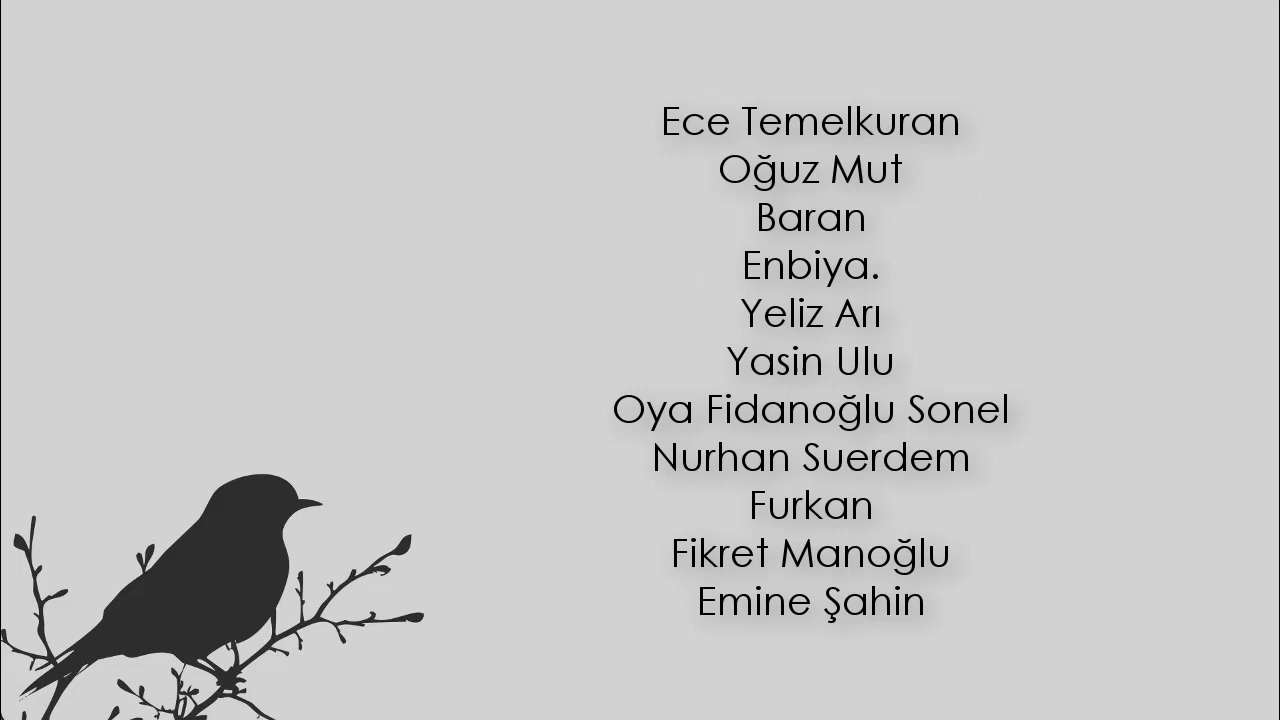 Ece Temelkuran
Oğuz Mut
Baran
Enbiya.
Yeliz Arı
Yasin Ulu
Oya Fidanoğlu Sonel
Nurhan Suerdem
Furkan
Fikret Manoğlu
Emine Şahin